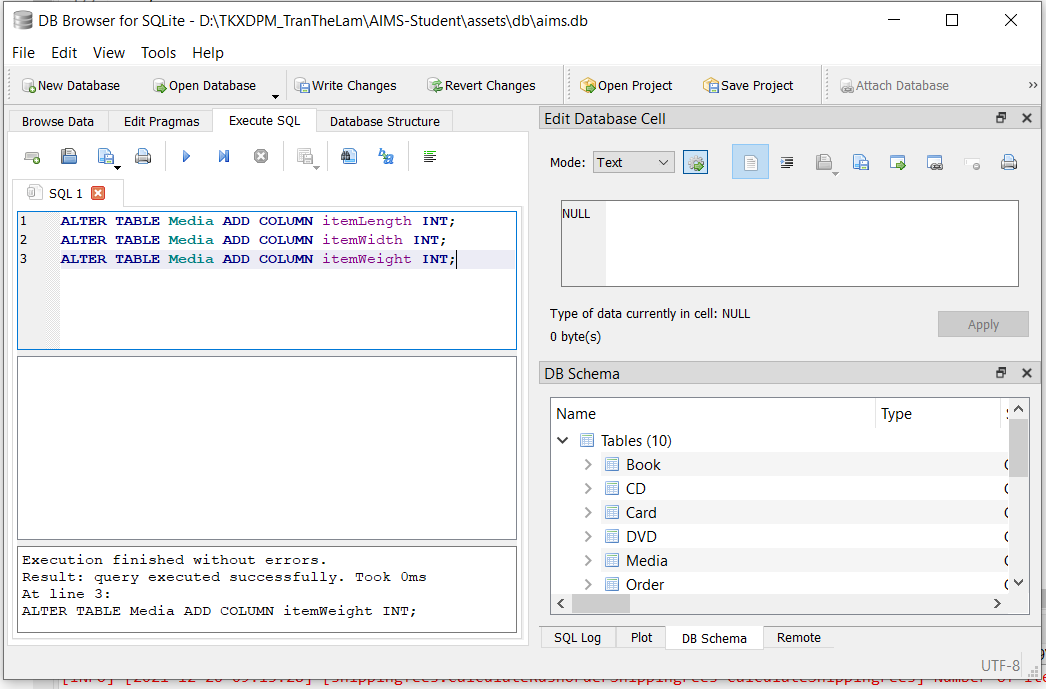 DB Browser for SQLite - D:\TKXDPM_TranTheLam\AIMS-Student\assets\db\aims.db
File Edit View Tools Help
New Database Open Database Write Changes Revert Changes Open Project Save Project Attach Database »
Browse Data Edit Pragmas Execute SQL Database Structure
SQL 1
1 ALTER TABLE Media ADD COLUMN itemLength INT;
2 ALTER TABLE Media ADD COLUMN itemWidth INT;
3 ALTER TABLE Media ADD COLUMN itemWeight INT;
Execution finished without errors.
Result: query executed successfully. Took 0ms
At line 3:
ALTER TABLE Media ADD COLUMN itemWeight INT;
Edit Database Cell
Mode: Text
NULL
Type of data currently in cell: NULL
0 byte(s)
Apply
DB Schema
Name Type
Tables (10)
Book
CD
Card
DVD
Media
Order
SQL Log Plot DB Schema Remote
UTF-8